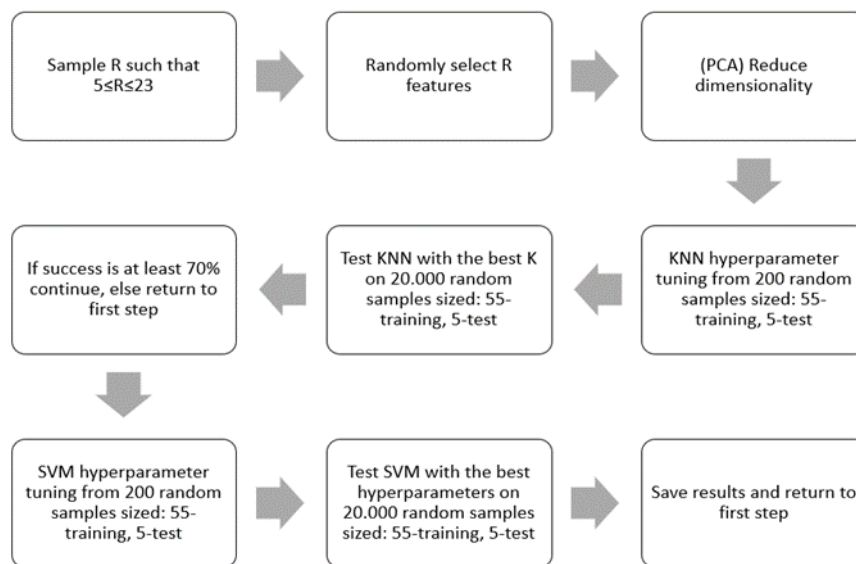 Sample R such that
5≤R≤23
Randomly select R
features
(PCA) Reduce
dimensionality
KNN hyperparameter
tuning from 200 random
samples sized: 55-
training, 5-test
Test KNN with the best K
on 20.000 random
samples sized: 55-
training, 5-test
If success is at least 70%
continue, else return to
first step
SVM hyperparameter
tuning from 200 random
samples sized: 55-
training, 5-test
Test SVM with the best
hyperparameters on
20.000 random samples
sized: 55-training, 5-test
Save results and return to
first step